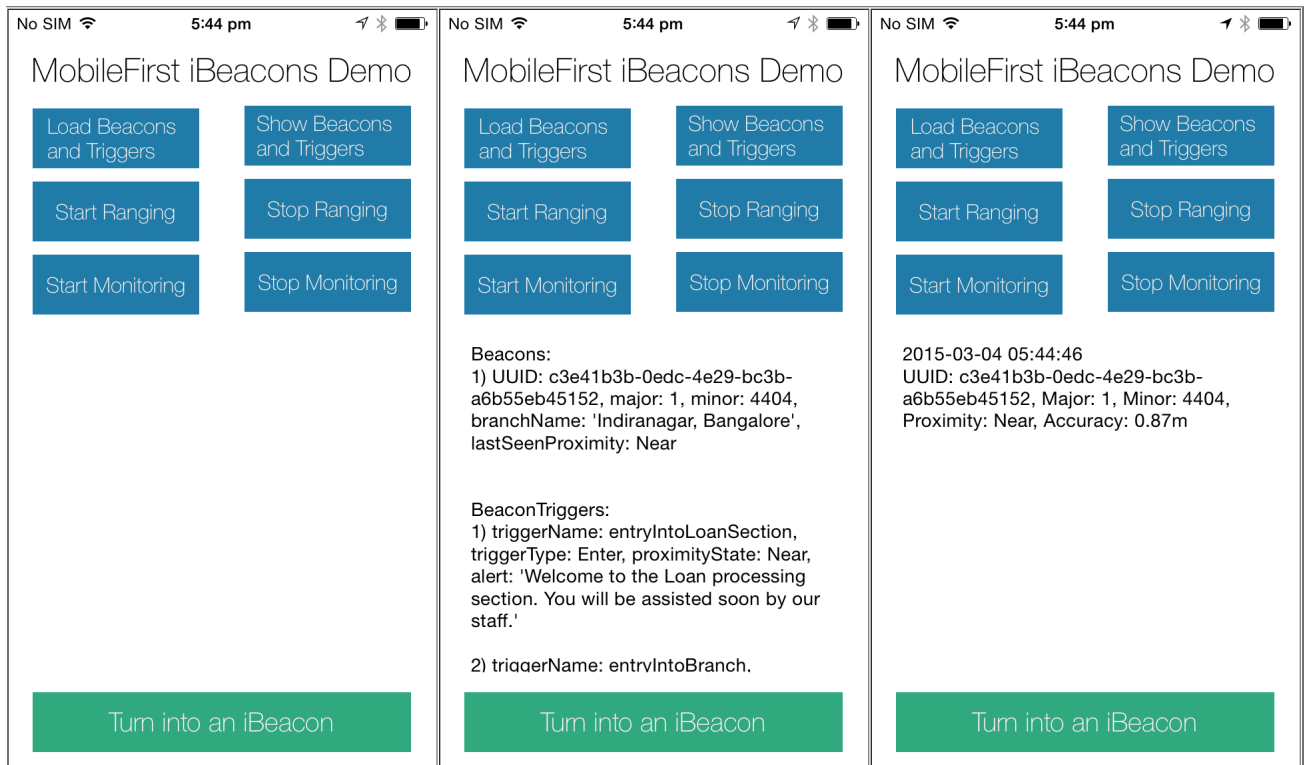 No SIM 5:44 pm
MobileFirst iBeacons Demo
Load Beacons
and Triggers
Show Beacons
and Triggers
Start Ranging
Stop Ranging
Start Monitoring
Stop Monitoring
Turn into an iBeacon
No SIM 5:44 pm
MobileFirst iBeacons Demo
Load Beacons
and Triggers
Show Beacons
and Triggers
Start Ranging
Stop Ranging
Start Monitoring
Stop Monitoring
Beacons:
1) UUID: c3e41b3b-0edc-4e29-bc3b-
a6b55eb45152, major: 1, minor: 4404,
branchName: 'Indiranagar, Bangalore',
lastSeenProximity: Near
BeaconTriggers:
1) triggerName: entryIntoLoanSection,
triggerType: Enter, proximityState: Near,
alert: 'Welcome to the Loan processing
section. You will be assisted soon by our
staff.'
2) triggerName: entryIntoBranch,
Turn into an iBeacon
No SIM 5:44 pm
MobileFirst iBeacons Demo
Load Beacons
and Triggers
Show Beacons
and Triggers
Start Ranging
Stop Ranging
Start Monitoring
Stop Monitoring
2015-03-04 05:44:46
UUID: c3e41b3b-0edc-4e29-bc3b-
a6b55eb45152, Major: 1, Minor: 4404,
Proximity: Near, Accuracy: 0.87m
Turn into an iBeacon